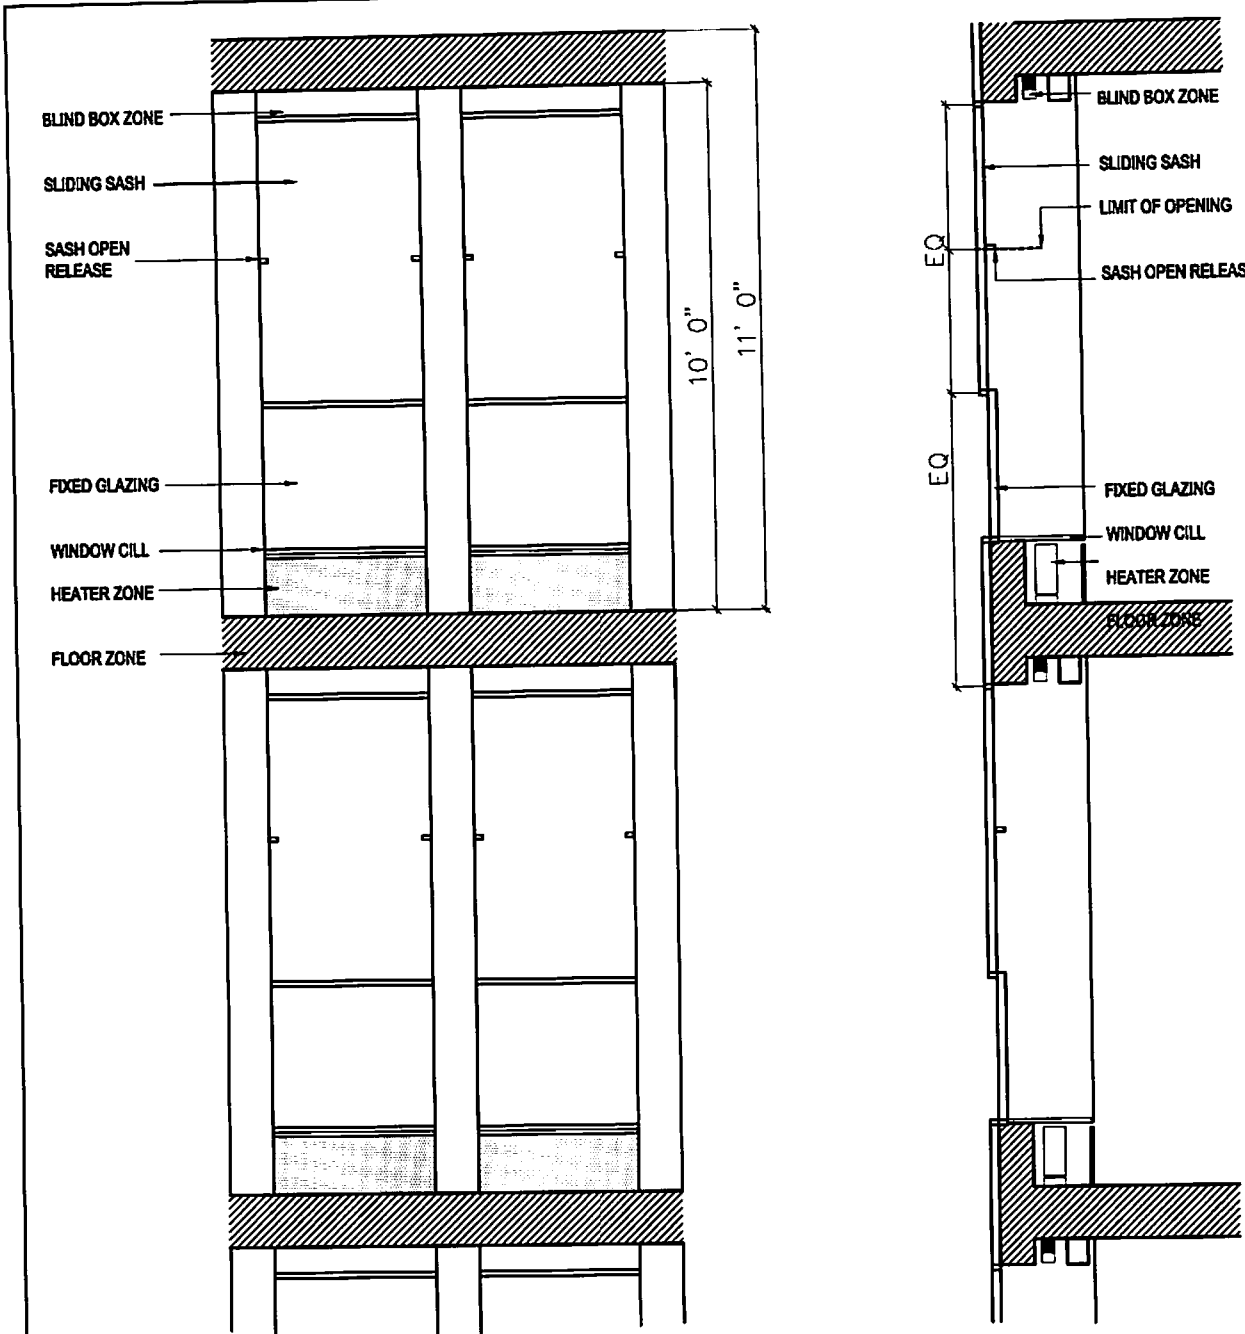 BLIND BOX ZONE
SLIDING SASH
SASH OPEN
RELEASE
FIXED GLAZING
WINDOW CILL
HEATER ZONE
FLOOR ZONE
10' 0"
11' 0"
EQ
EQ
BLIND BOX ZONE
SLIDING SASH
LIMIT OF OPENING
SASH OPEN RELEAS
FIXED GLAZING
WINDOW CILL
HEATER ZONE
FLOOR ZONE